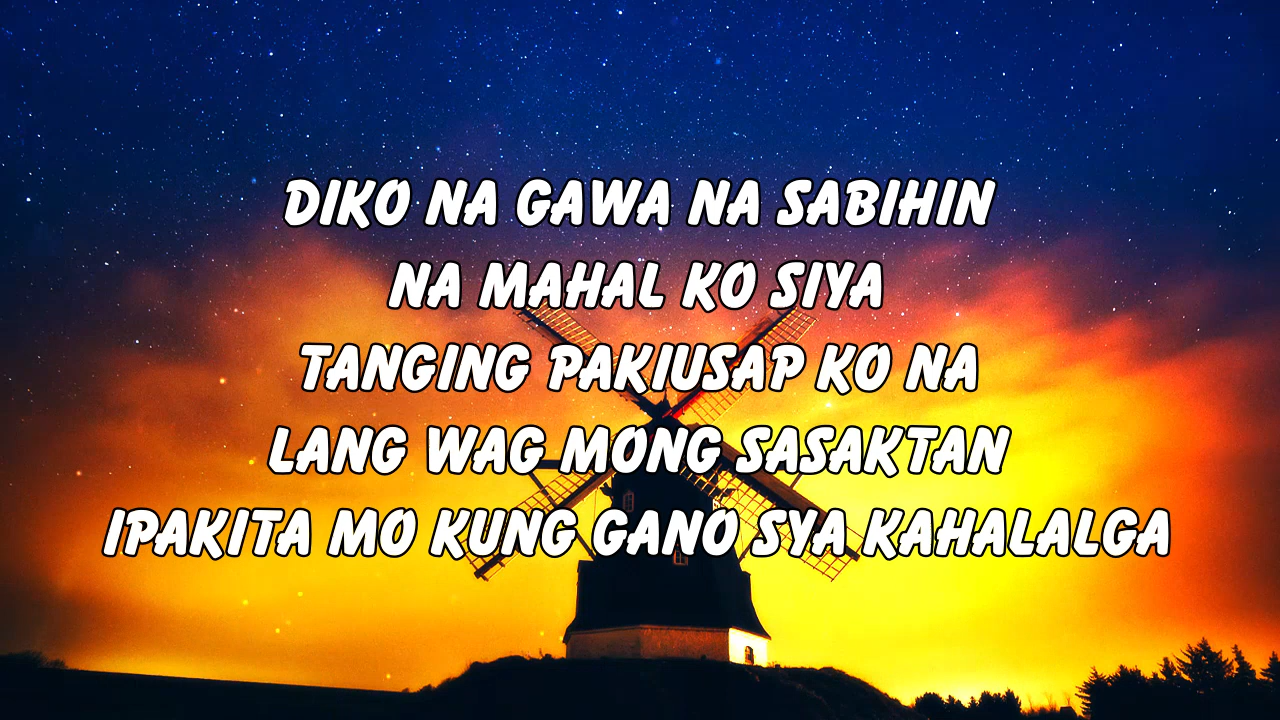 DIKO NA GAWA NA SABIHIN
NA MAHAL KO SIYA
TANGING PAKIUSAP KO NA
LANG WAG MONG SASAKTAN
IPAKITA MO KUNG GANO SYA KAHALALGA